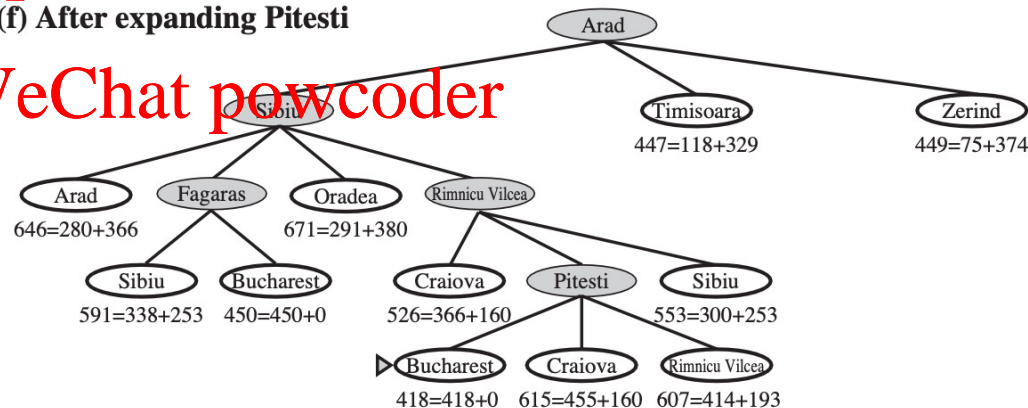 (f) After expanding Pitesti
Arad
WeChat powcoder
Sibiu
Timisoara
Zerind
447=118+329
449=75+374
Arad
Fagaras
Oradea
Rimnicu Vilcea
646=280+366
671=291+380
Sibiu
Bucharest
Craiova
Pitesti
Sibiu
591=338+253
450=450+0
526=366+160
553=300+253
Bucharest
Craiova
Rimnicu Vilcea
418=418+0
615=455+160
607=414+193